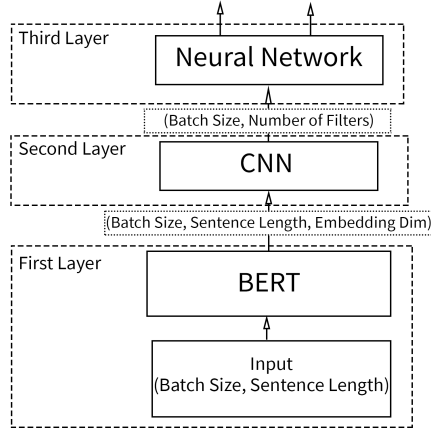 Third Layer
Neural Network
(Batch Size, Number of Filters)
Second Layer
CNN
(Batch Size, Sentence Length, Embedding Dim)
First Layer
BERT
Input
(Batch Size, Sentence Length)